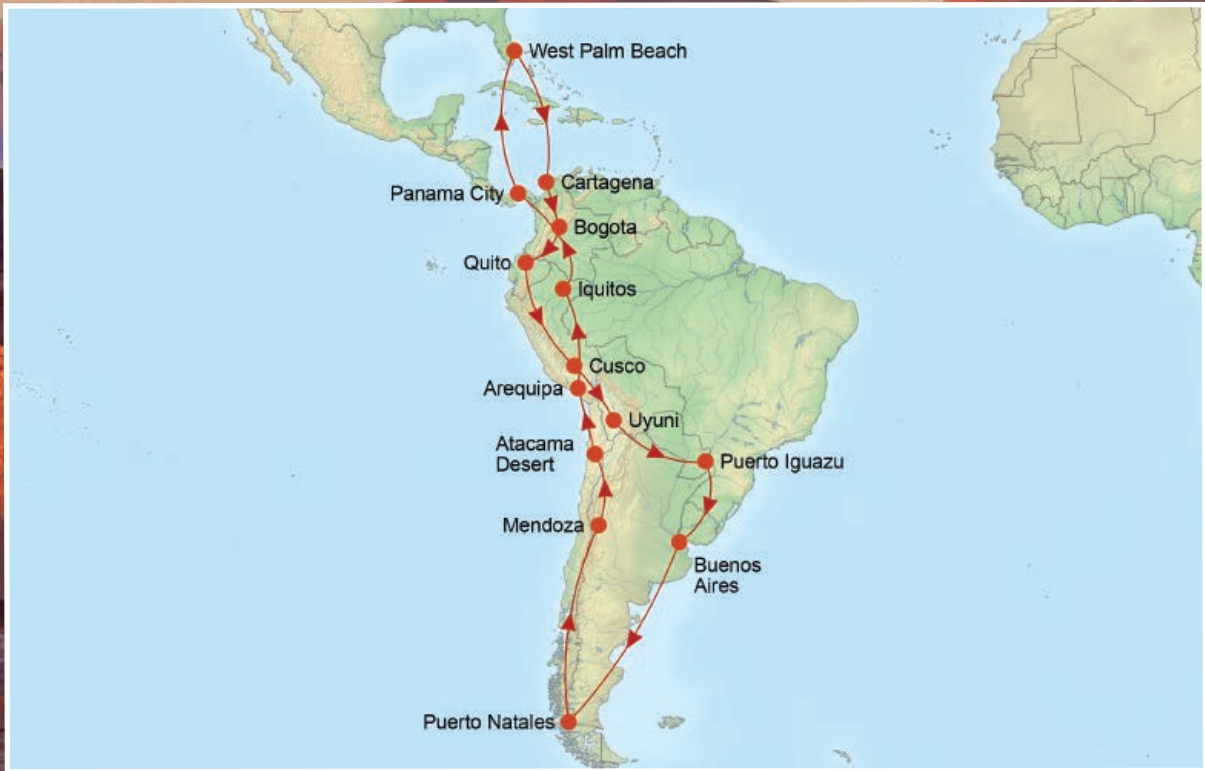 West Palm Beach
Cartagena
Panama City
Bogota
Quito
Iquitos
Cusco
Arequipa
Uyuni
Atacama
Desert
Puerto Iguazu
Mendoza
Buenos
Aires
Puerto Natales